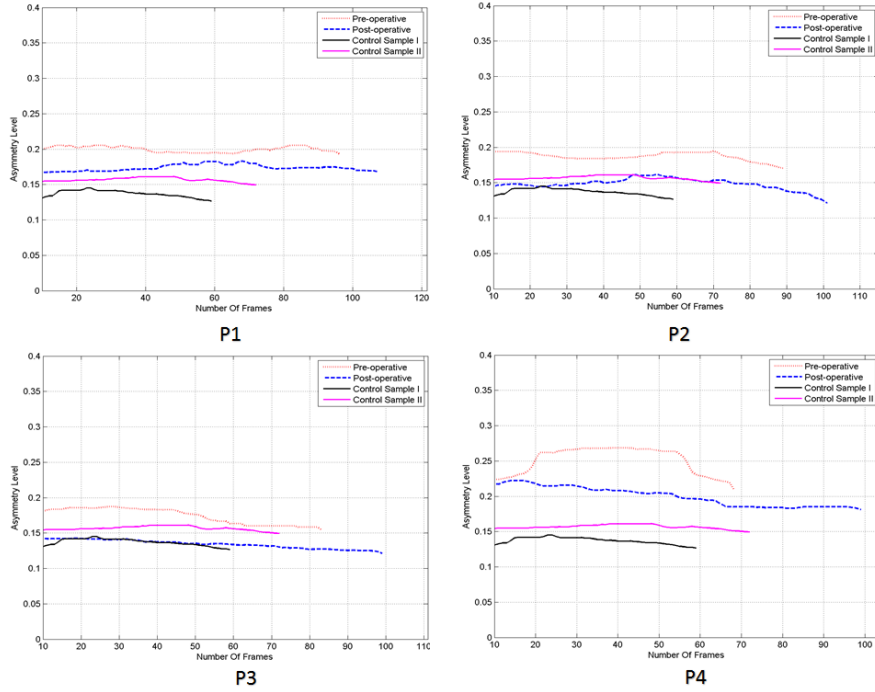 0.4
0.35
0.3
0.25
0.2
0.15
0.1
0.05
0
Asymmetry Level
20 40 60 80 100 120
Number Of Frames
Pre-operative
Post-operative
Control Sample I
Control Sample II
P1
0.4
0.35
0.3
0.25
0.2
0.15
0.1
0.05
0
Asymmetry Level
10 20 30 40 50 60 70 80 90 100 110
Number Of Frames
Pre-operative
Post-operative
Control Sample I
Control Sample II
P2
0.4
0.35
0.3
0.25
0.2
0.15
0.1
0.05
0
Asymmetry Level
10 20 30 40 50 60 70 80 90 100 110
Number Of Frames
Pre-operative
Post-operative
Control Sample I
Control Sample II
P3
0.4
0.35
0.3
0.25
0.2
0.15
0.1
0.05
0
Asymmetry Level
10 20 30 40 50 60 70 80 90 100
Number Of Frames
Pre-operative
Post-operative
Control Sample I
Control Sample II
P4